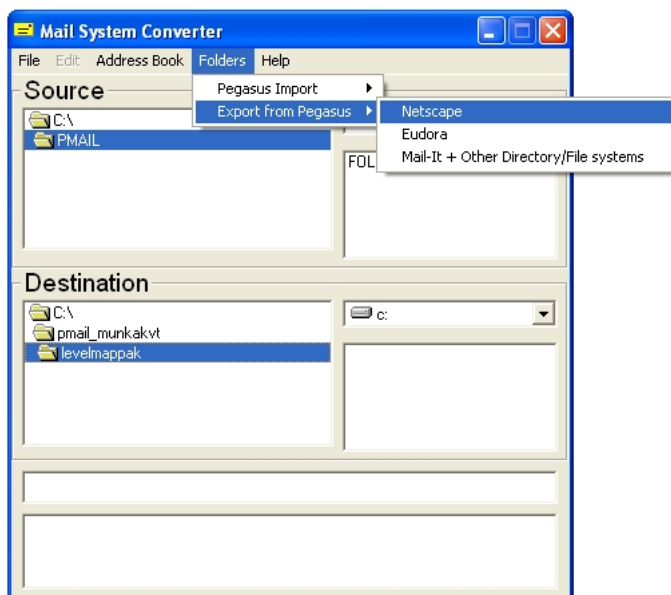 Mail System Converter
File Edit Address Book Folders Help
Pegasus Import
Export from Pegasus
Netscape
Eudora
Mail-It + Other Directory/File systems
Source
C:\
PMAIL
FOL
Destination
C:\
pmail_munkakvt
levelmappak
c: